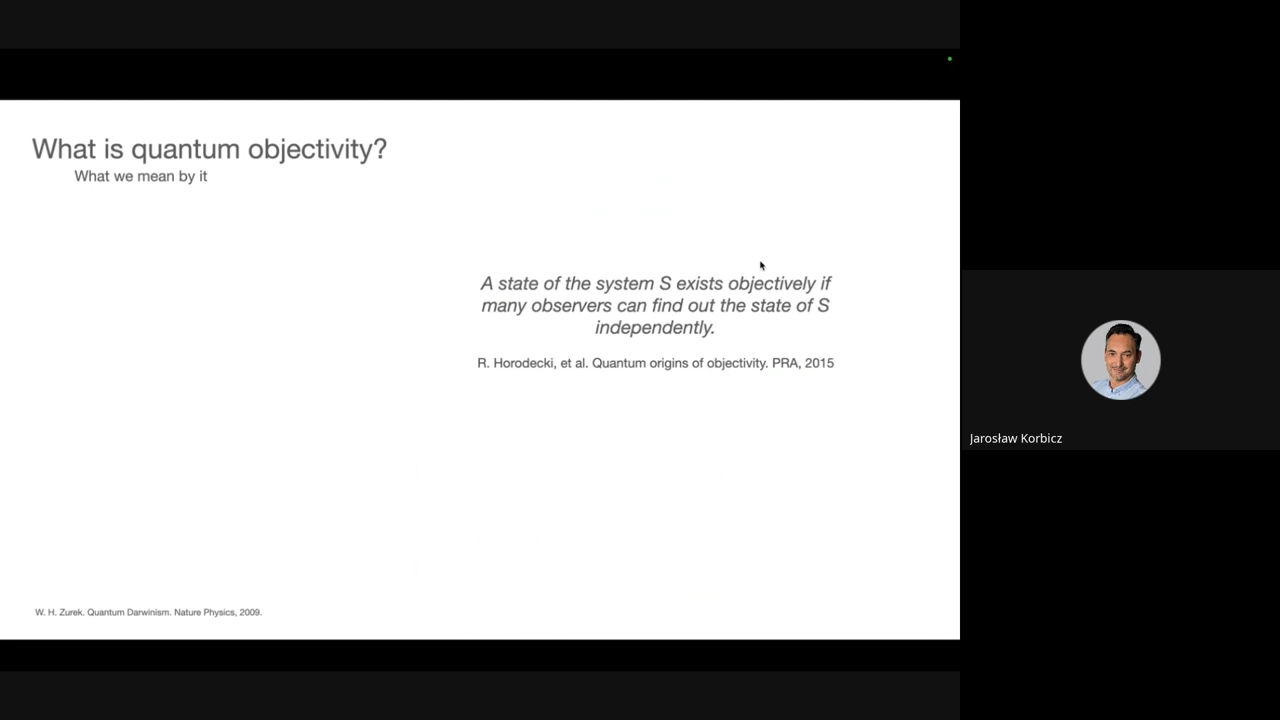 What is quantum objectivity?
What we mean by it
A state of the system S exists objectively if
many observers can find out the state of S
independently.
R. Horodecki, et al. Quantum origins of objectivity. PRA, 2015
Jarosław Korbicz
W. H. Zurek. Quantum Darwinism. Nature Physics, 2009.